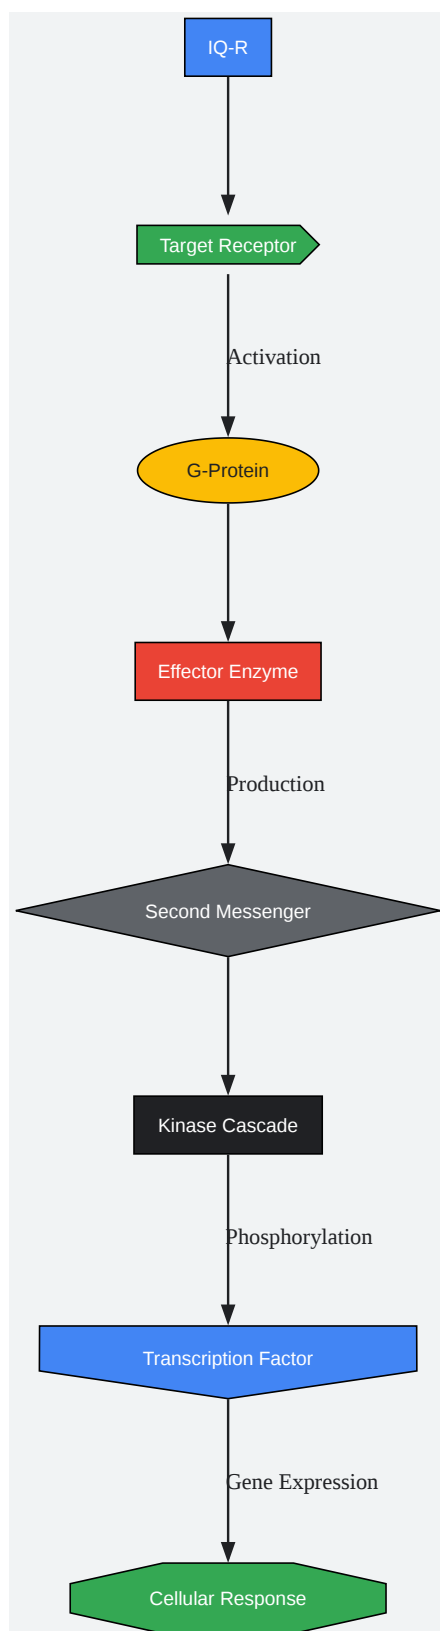 IQ-R
Target Receptor
Activation
G-Protein
Effector Enzyme
Production
Second Messenger
Kinase Cascade
Phosphorylation
Transcription Factor
Gene Expression
Cellular Response